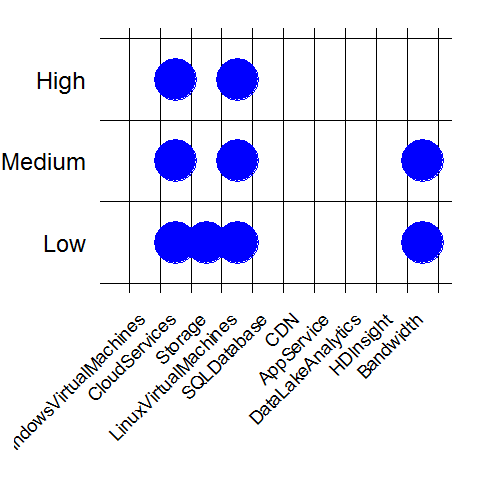 High
Medium
Low
ndowsVirtualMachines
CloudServices
Storage
LinuxVirtualMachines
SQLDatabase
CDN
AppService
DataLakeAnalytics
HDInsight
Bandwidth